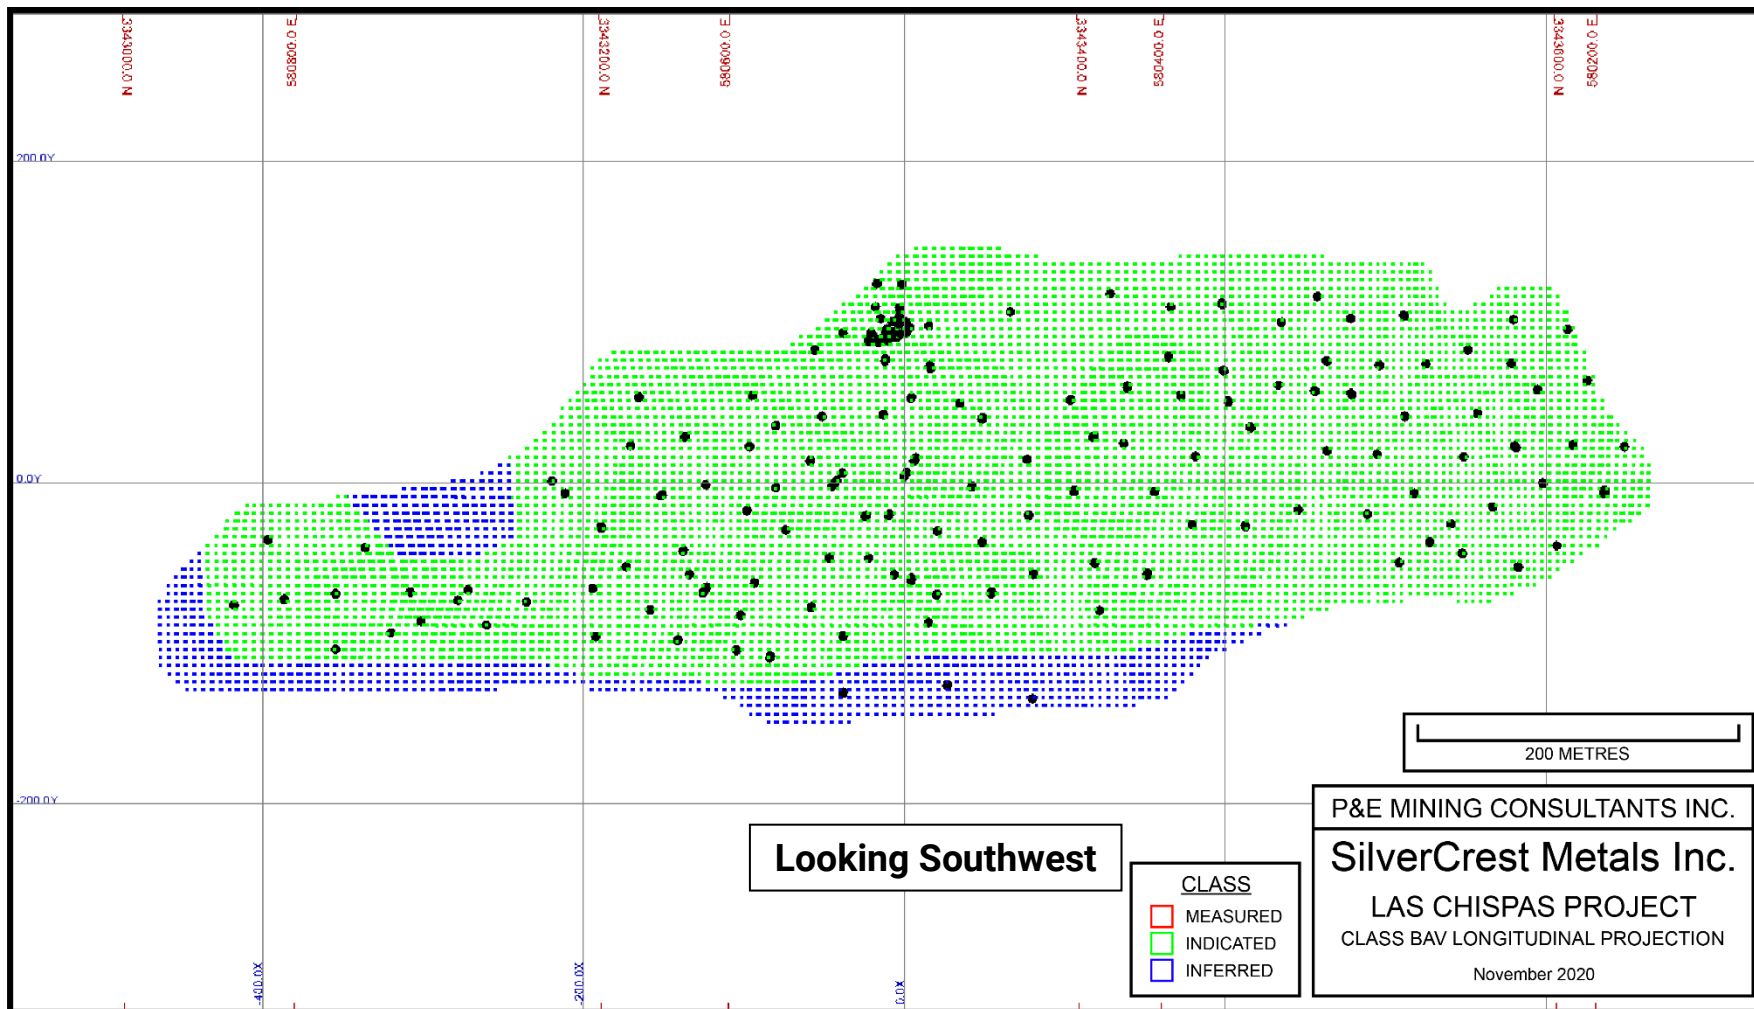 3343000.0 N
580800.0 E
3343200.0 N
580600.0 E
3343400.0 N
580400.0 E
3343600.0 N
580200.0 E
200.0Y
0.0Y
-200.0Y
-400.0X
-200.0X
0.0X
200 METRES
Looking Southwest
CLASS
MEASURED
INDICATED
INFERRED
P&E MINING CONSULTANTS INC.
SilverCrest Metals Inc.
LAS CHISPAS PROJECT
CLASS BAV LONGITUDINAL PROJECTION
November 2020